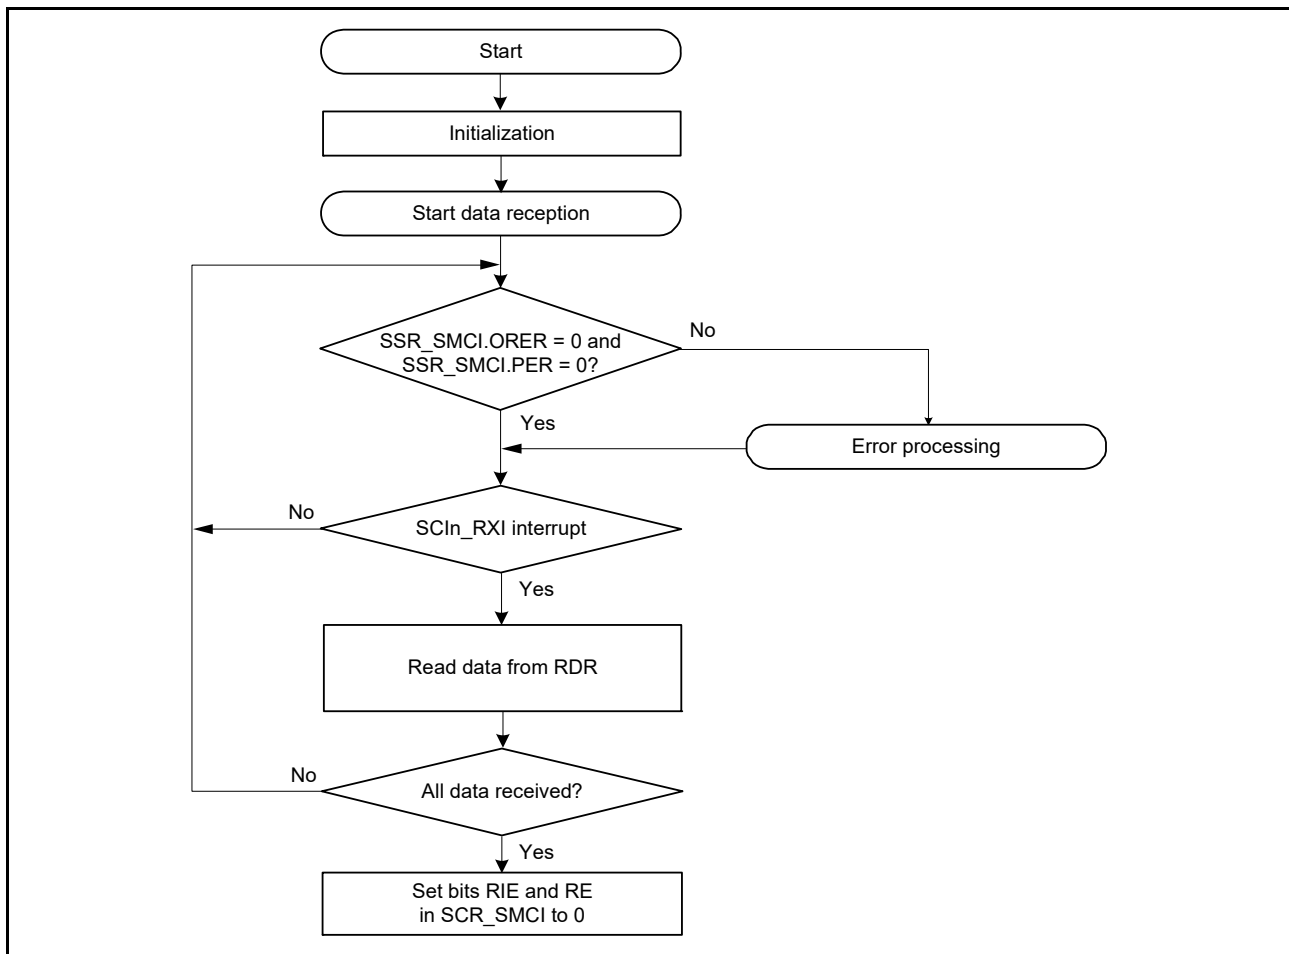 Start
Initialization
Start data reception
SSR_SMCI.ORER = 0 and
SSR_SMCI.PER = 0?
No
Yes
Error processing
SCIn_RXI interrupt
No
Yes
Read data from RDR
All data received?
No
Yes
Set bits RIE and RE
in SCR_SMCI to 0